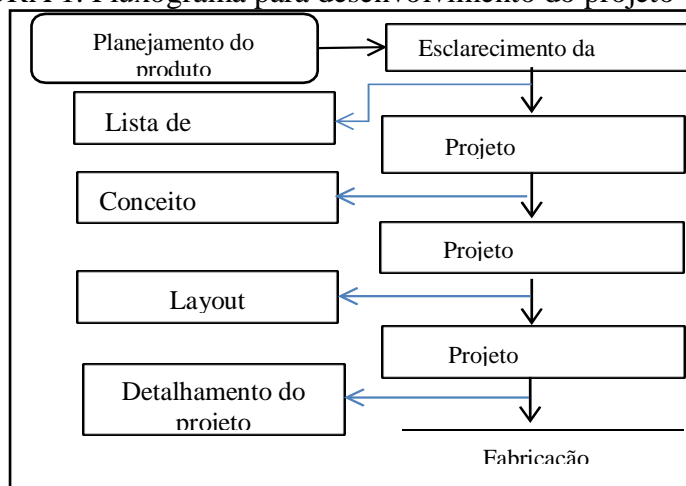 1. Fluxograma para desenvolvimento do projeto
Planejamento do
produto
Esclarecimento da
Lista de
Projeto
Conceito
Projeto
Layout
Projeto
Detalhamento do
projeto
Fabricação